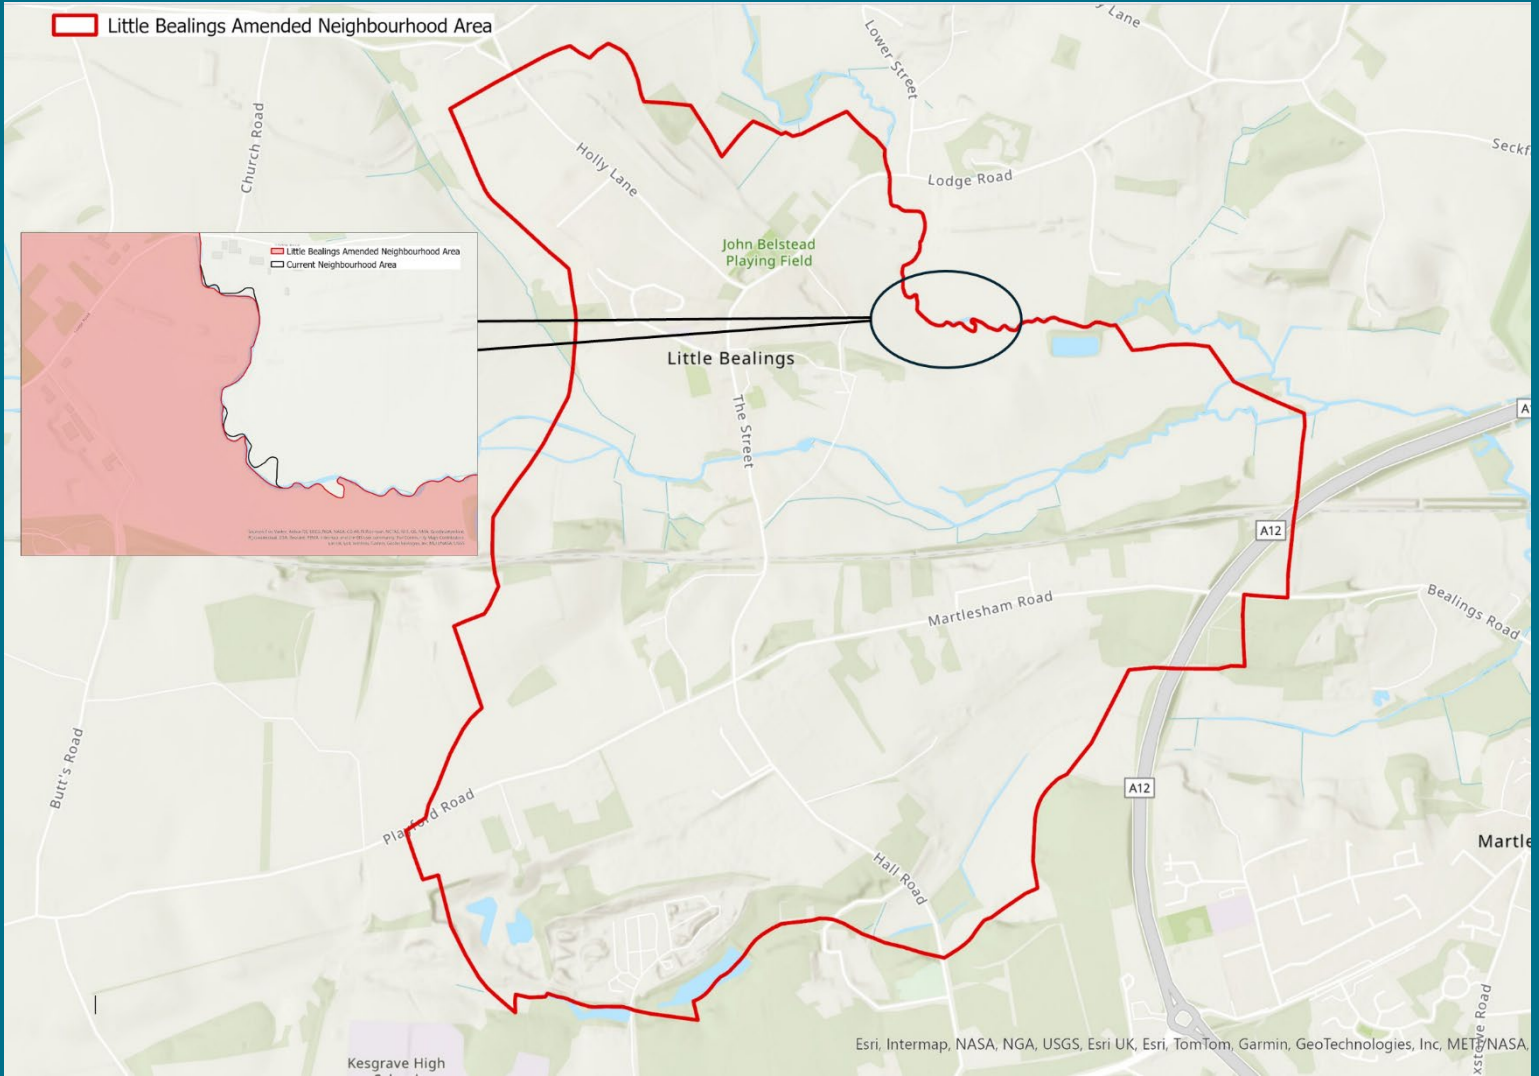 Little Bealings Amended Neighbourhood Area
Lane
Lower Street
Church Road
Holly Lane
Lodge Road
Seckf
John Belstead
Playing Field
Little Bealings Amended Neighbourhood Area
Current Neighbourhood Area
Little Bealings
The Street
A12
Martlesham Road
Bealings Road
Butt's Road
Playford Road
A12
Martle
Hall Road
Kesgrave High
Esri, Intermap, NASA, NGA, USGS, Esri UK, Esri, TomTom, Garmin, GeoTechnologies, Inc, METI/NASA,
xstowe Road